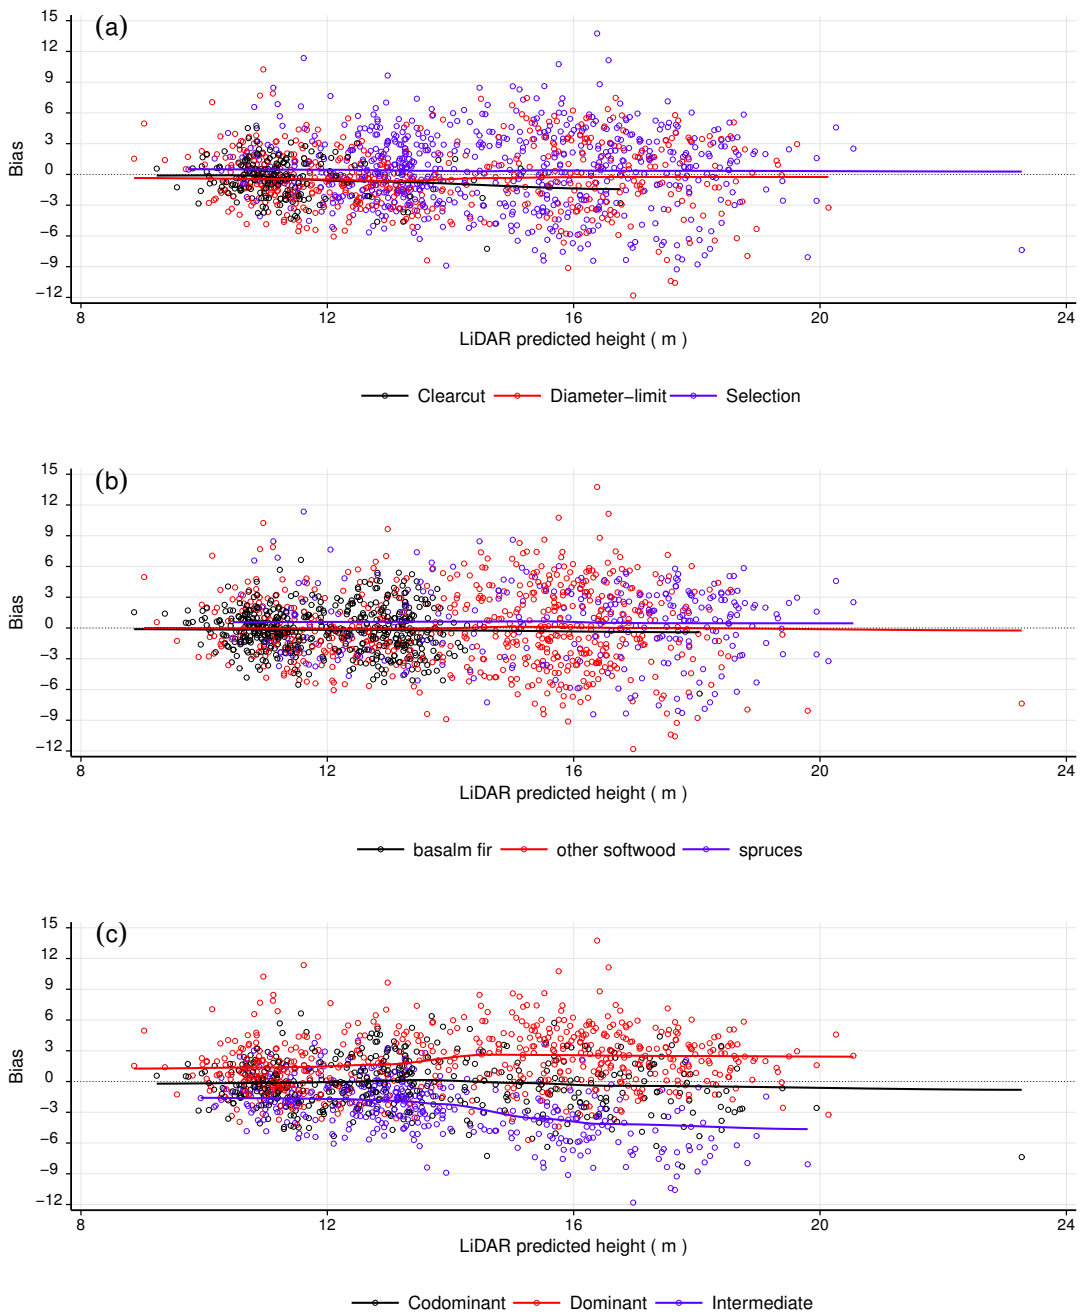 (a)
15
12
9
6
3
0
−3
−6
−9
−12
Bias
8 12 16 20 24
LiDAR predicted height ( m )
Clearcut Diameter−limit Selection
(b)
15
12
9
6
3
0
−3
−6
−9
−12
Bias
8 12 16 20 24
LiDAR predicted height ( m )
basalm fir other softwood spruces
(c)
15
12
9
6
3
0
−3
−6
−9
−12
Bias
8 12 16 20 24
LiDAR predicted height ( m )
Codominant Dominant Intermediate